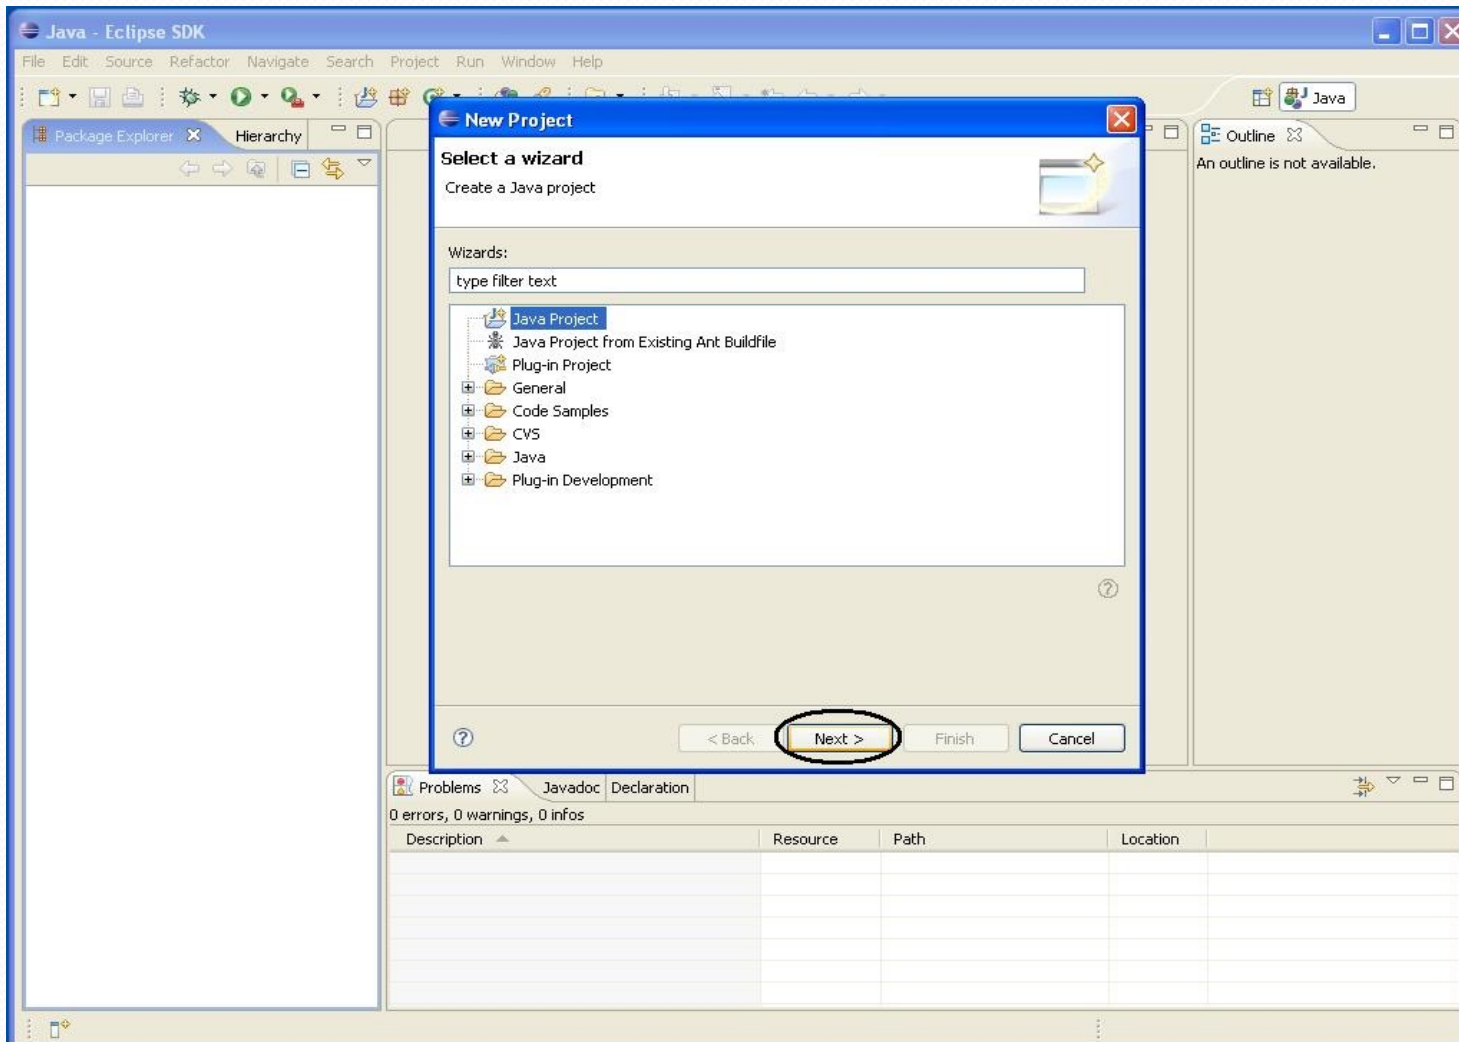 Java - Eclipse SDK
File Edit Source Refactor Navigate Search Project Run Window Help
Java
Package Explorer Hierarchy
New Project
Select a wizard
Create a Java project
Wizards:
type filter text
Java Project
Java Project from Existing Ant Buildfile
Plug-in Project
General
Code Samples
CVS
Java
Plug-in Development
< Back Next > Finish Cancel
Outline
An outline is not available.
Problems Javadoc Declaration
0 errors, 0 warnings, 0 infos
Description Resource Path Location